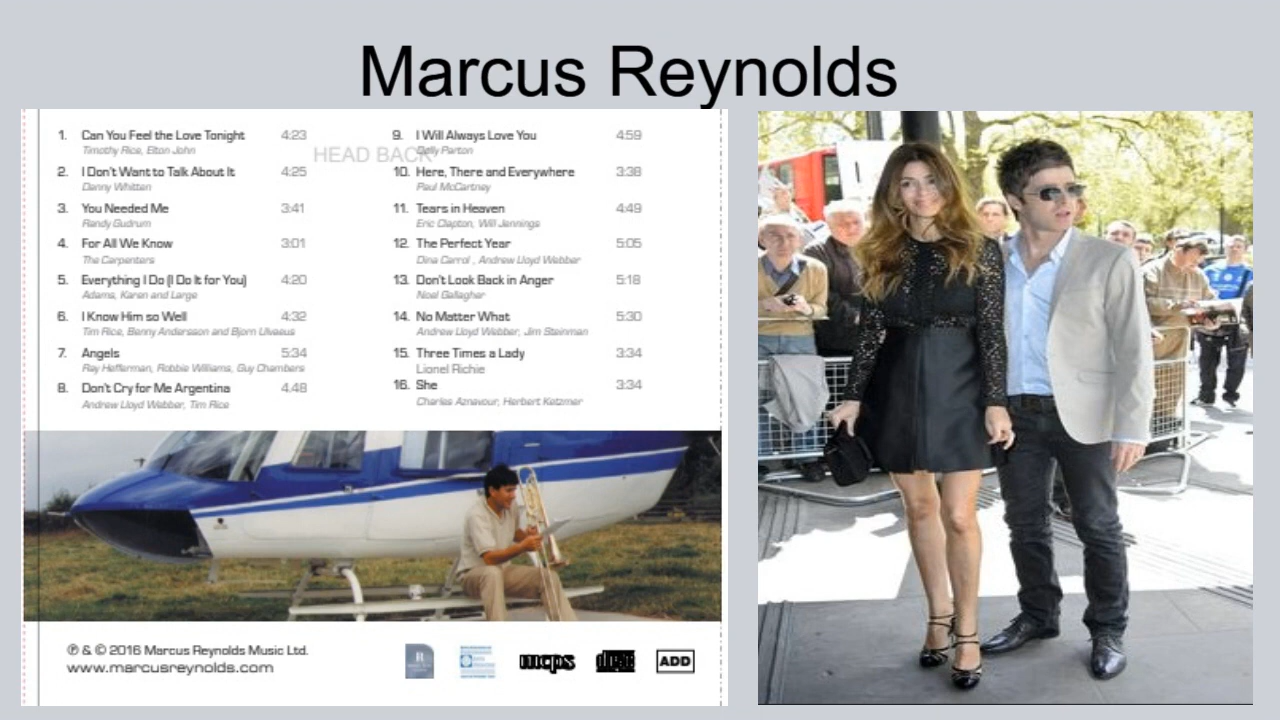 Marcus Reynolds
1. Can You Feel the Love Tonight 4:23
Timothy Rice, Elton John
HEAD BACK
2. I Don't Want to Talk About It 4:25
Danny Whitten
3. You Needed Me 3:41
Randy Gudrum
4. For All We Know 3:01
The Carpenters
5. Everything I Do (I Do It for You) 4:20
Adams, Karen and Large
6. I Know Him so Well 4:32
Tim Rice, Benny Andersson and Bjorn Ulvaeus
7. Angels 5:34
Ray Hefferman, Robbie Williams, Guy Chambers
8. Don't Cry for Me Argentina 4.48
Andrew Lloyd Webber, Tim Rice
9. I Will Always Love You 4:59
Dolly Parton
10. Here, There and Everywhere 3:38
Paul McCartney
11. Tears in Heaven 4:49
Eric Clapton, Will Jennings
12. The Perfect Year 5:05
Dina Carrol , Andrew Lloyd Webber
13. Don't Look Back in Anger 5:18
Noel Gallagher
14. No Matter What 5:30
Andrew Lloyd Webber, Jim Steinman
15. Three Times a Lady 3:34
Lionel Richie
16. She 3:34
Charles Aznavour, Herbert Ketzmer
℗ & © 2016 Marcus Reynolds Music Ltd.
www.marcusreynolds.com
R
mcps
disc
ADD